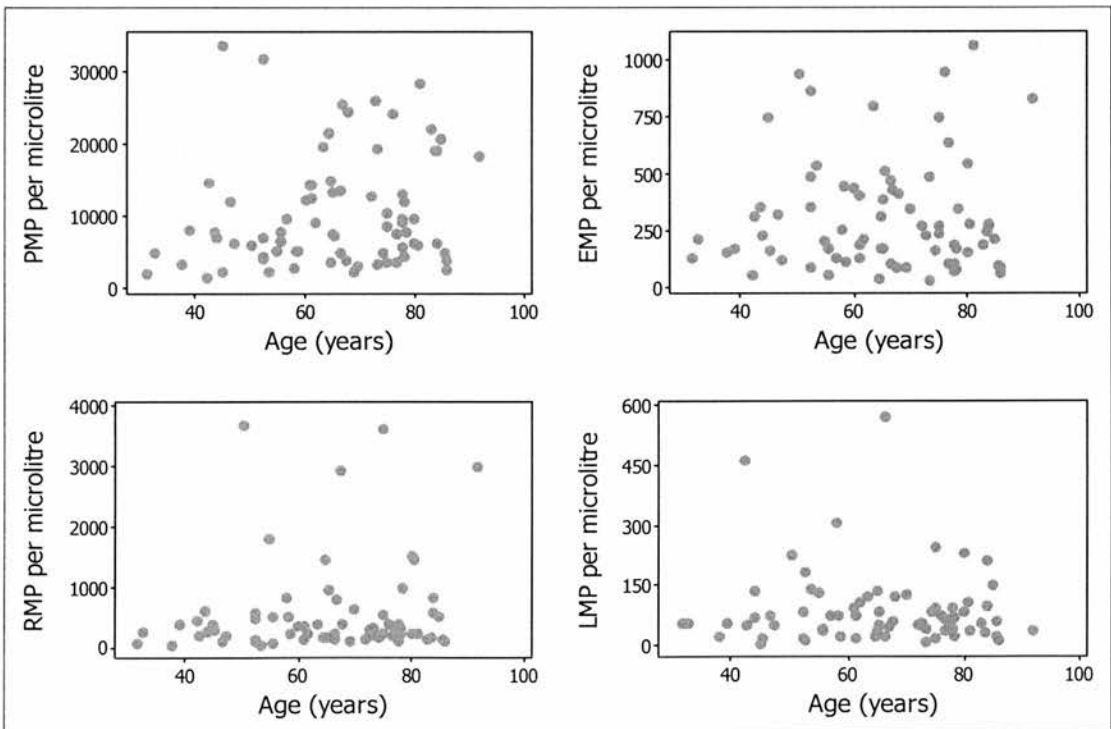 PMP per microlitre
30000
20000
10000
0
40 60 80 100
Age (years)
EMP per microlitre
1000
750
500
250
0
40 60 80 100
Age (years)
RMP per microlitre
4000
3000
2000
1000
0
40 60 80 100
Age (years)
LMP per microlitre
600
450
300
150
0
40 60 80 100
Age (years)